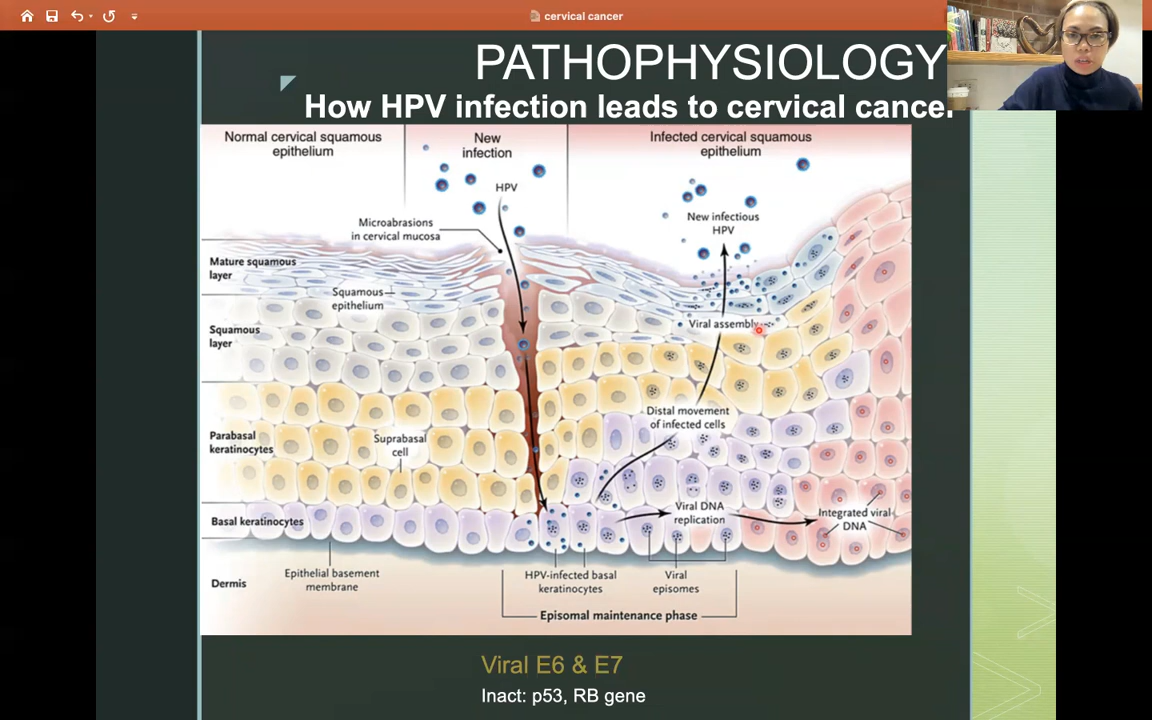 cervical cancer
PATHOPHYSIOLOGY
How HPV infection leads to cervical cancer
Normal cervical squamous
epithelium
New
infection
Infected cervical squamous
epithelium
HPV
Microabrasions
in cervical mucosa
New infectious
HPV
Mature squamous
layer
Squamous
epithelium
Squamous
layer
Viral assembly
Distal movement
of infected cells
Parabasal
keratinocytes
Suprabasal
cell
Basal keratinocytes
Viral DNA
replication
Integrated viral
DNA
Dermis
Epithelial basement
membrane
HPV-infected basal
keratinocytes
Viral
episomes
Episomal maintenance phase
Viral E6 & E7
Inact: p53, RB gene